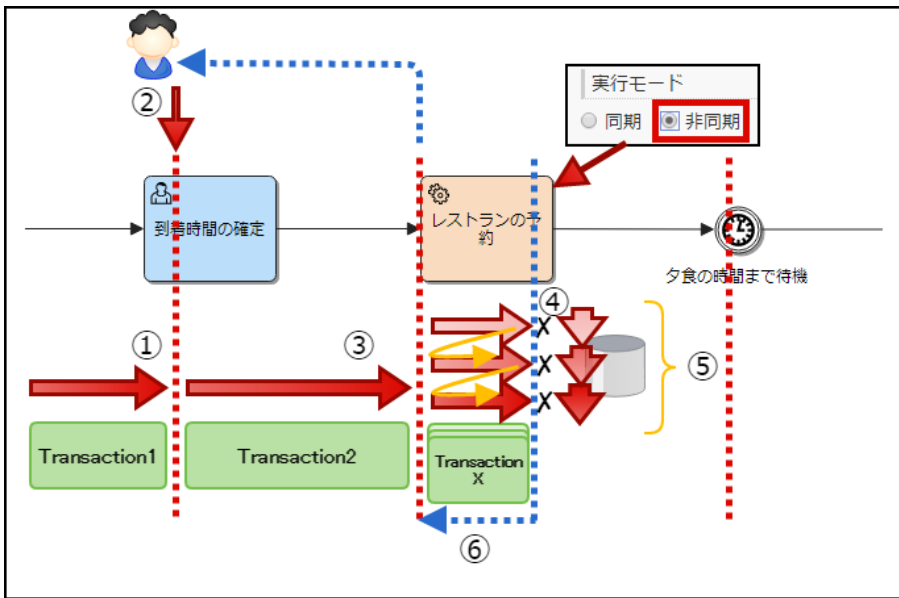 ②
実行モード
同期
非同期
到着時間の確定
レストランの予
約
夕食の時間まで待機
①
③
④
X
X
X
⑤
Transaction1
Transaction2
Transaction
X
⑥